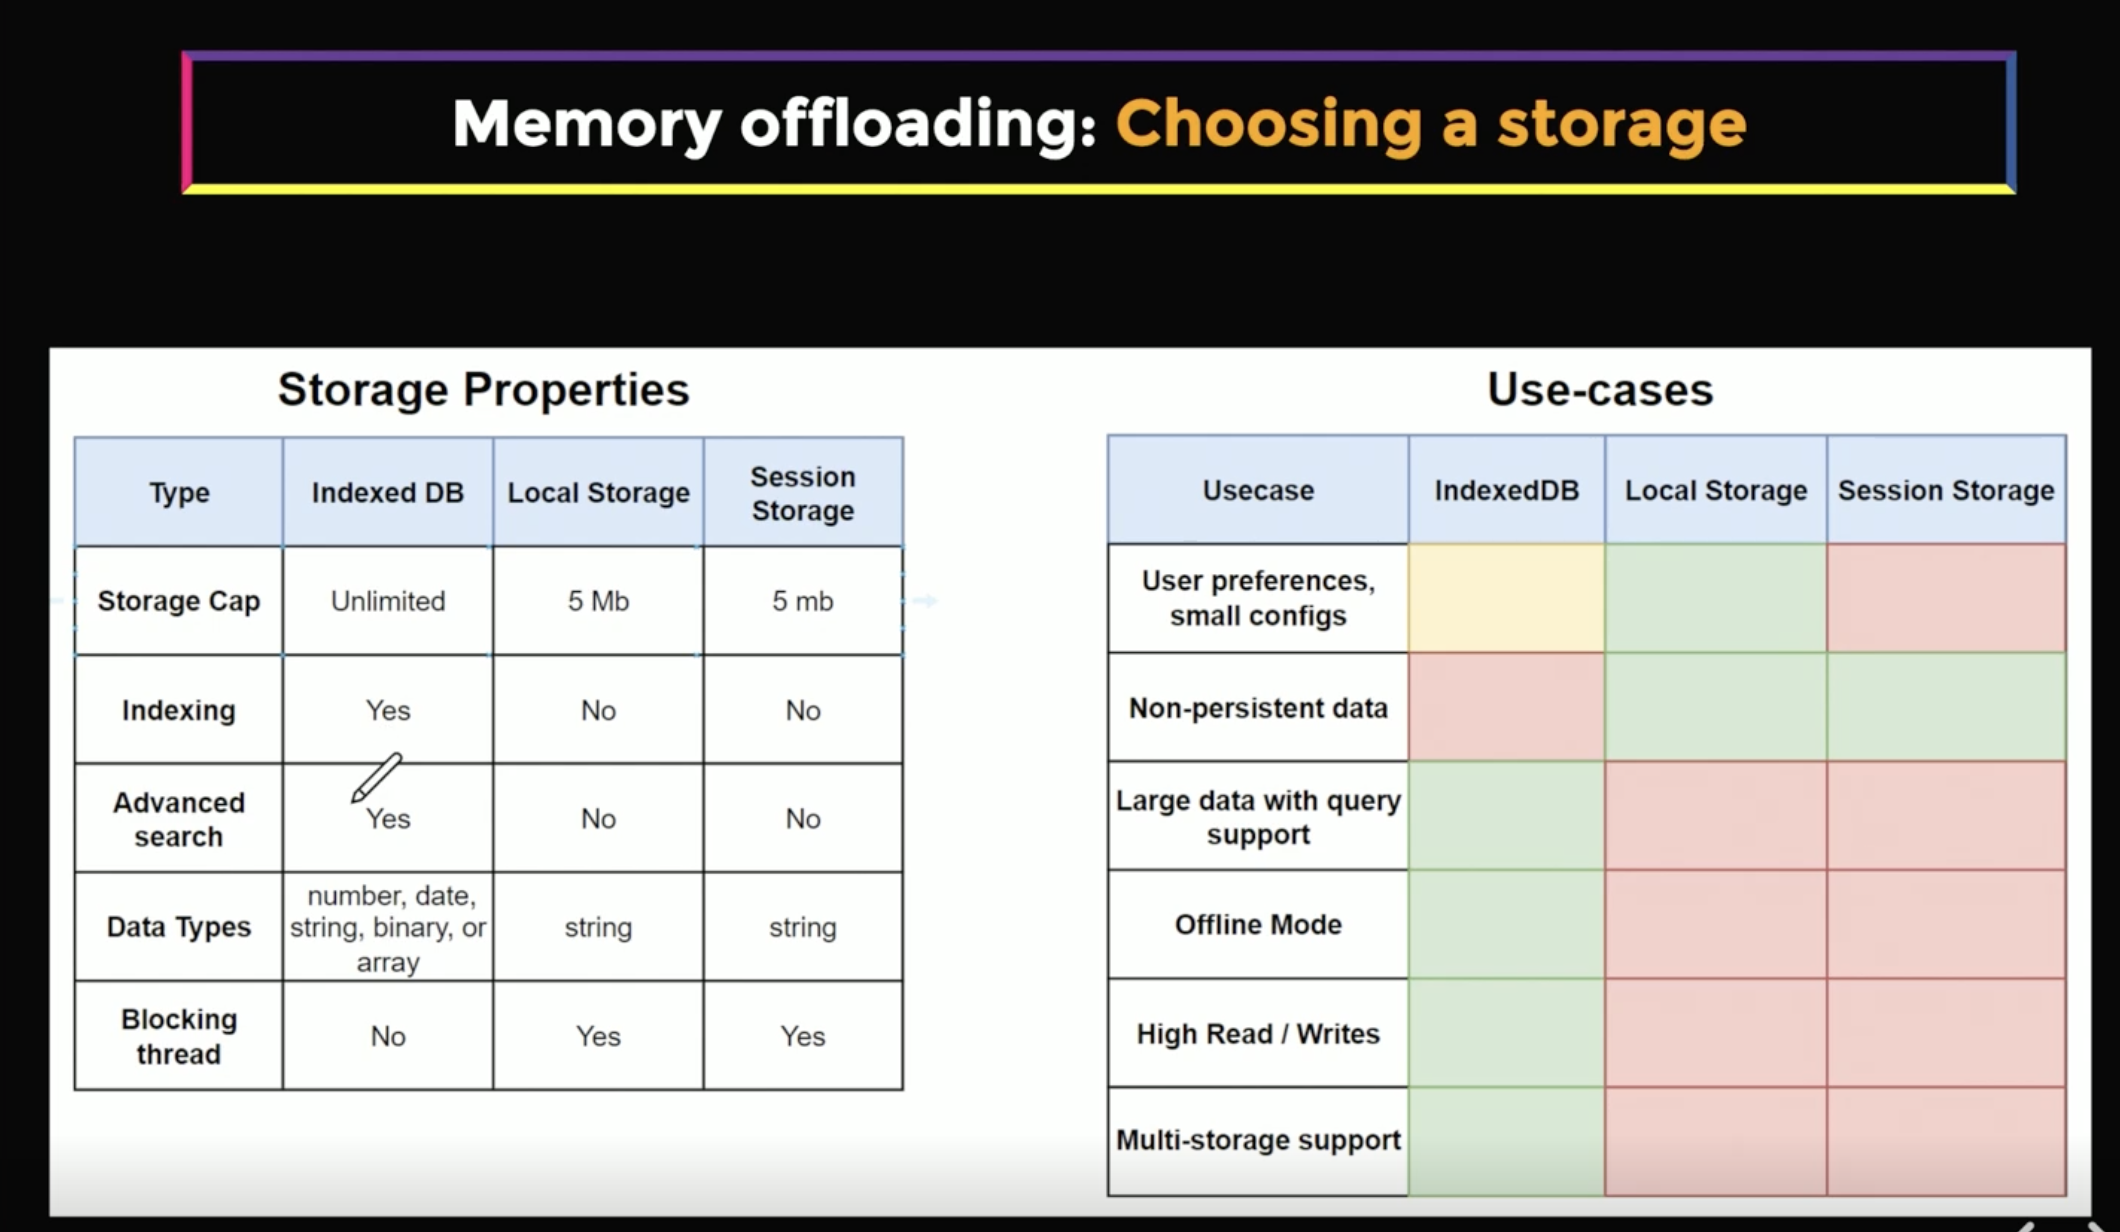 Memory offloading: Choosing a storage
Storage Properties
Type
Indexed DB
Local Storage
Session
Storage
Storage Cap
Unlimited
5 Mb
5 mb
Indexing
Yes
No
No
Advanced
search
Yes
No
No
Data Types
number, date,
string, binary, or
array
string
string
Blocking
thread
No
Yes
Yes
Use-cases
Usecase
IndexedDB
Local Storage
Session Storage
User preferences,
small configs
Non-persistent data
Large data with query
support
Offline Mode
High Read / Writes
Multi-storage support